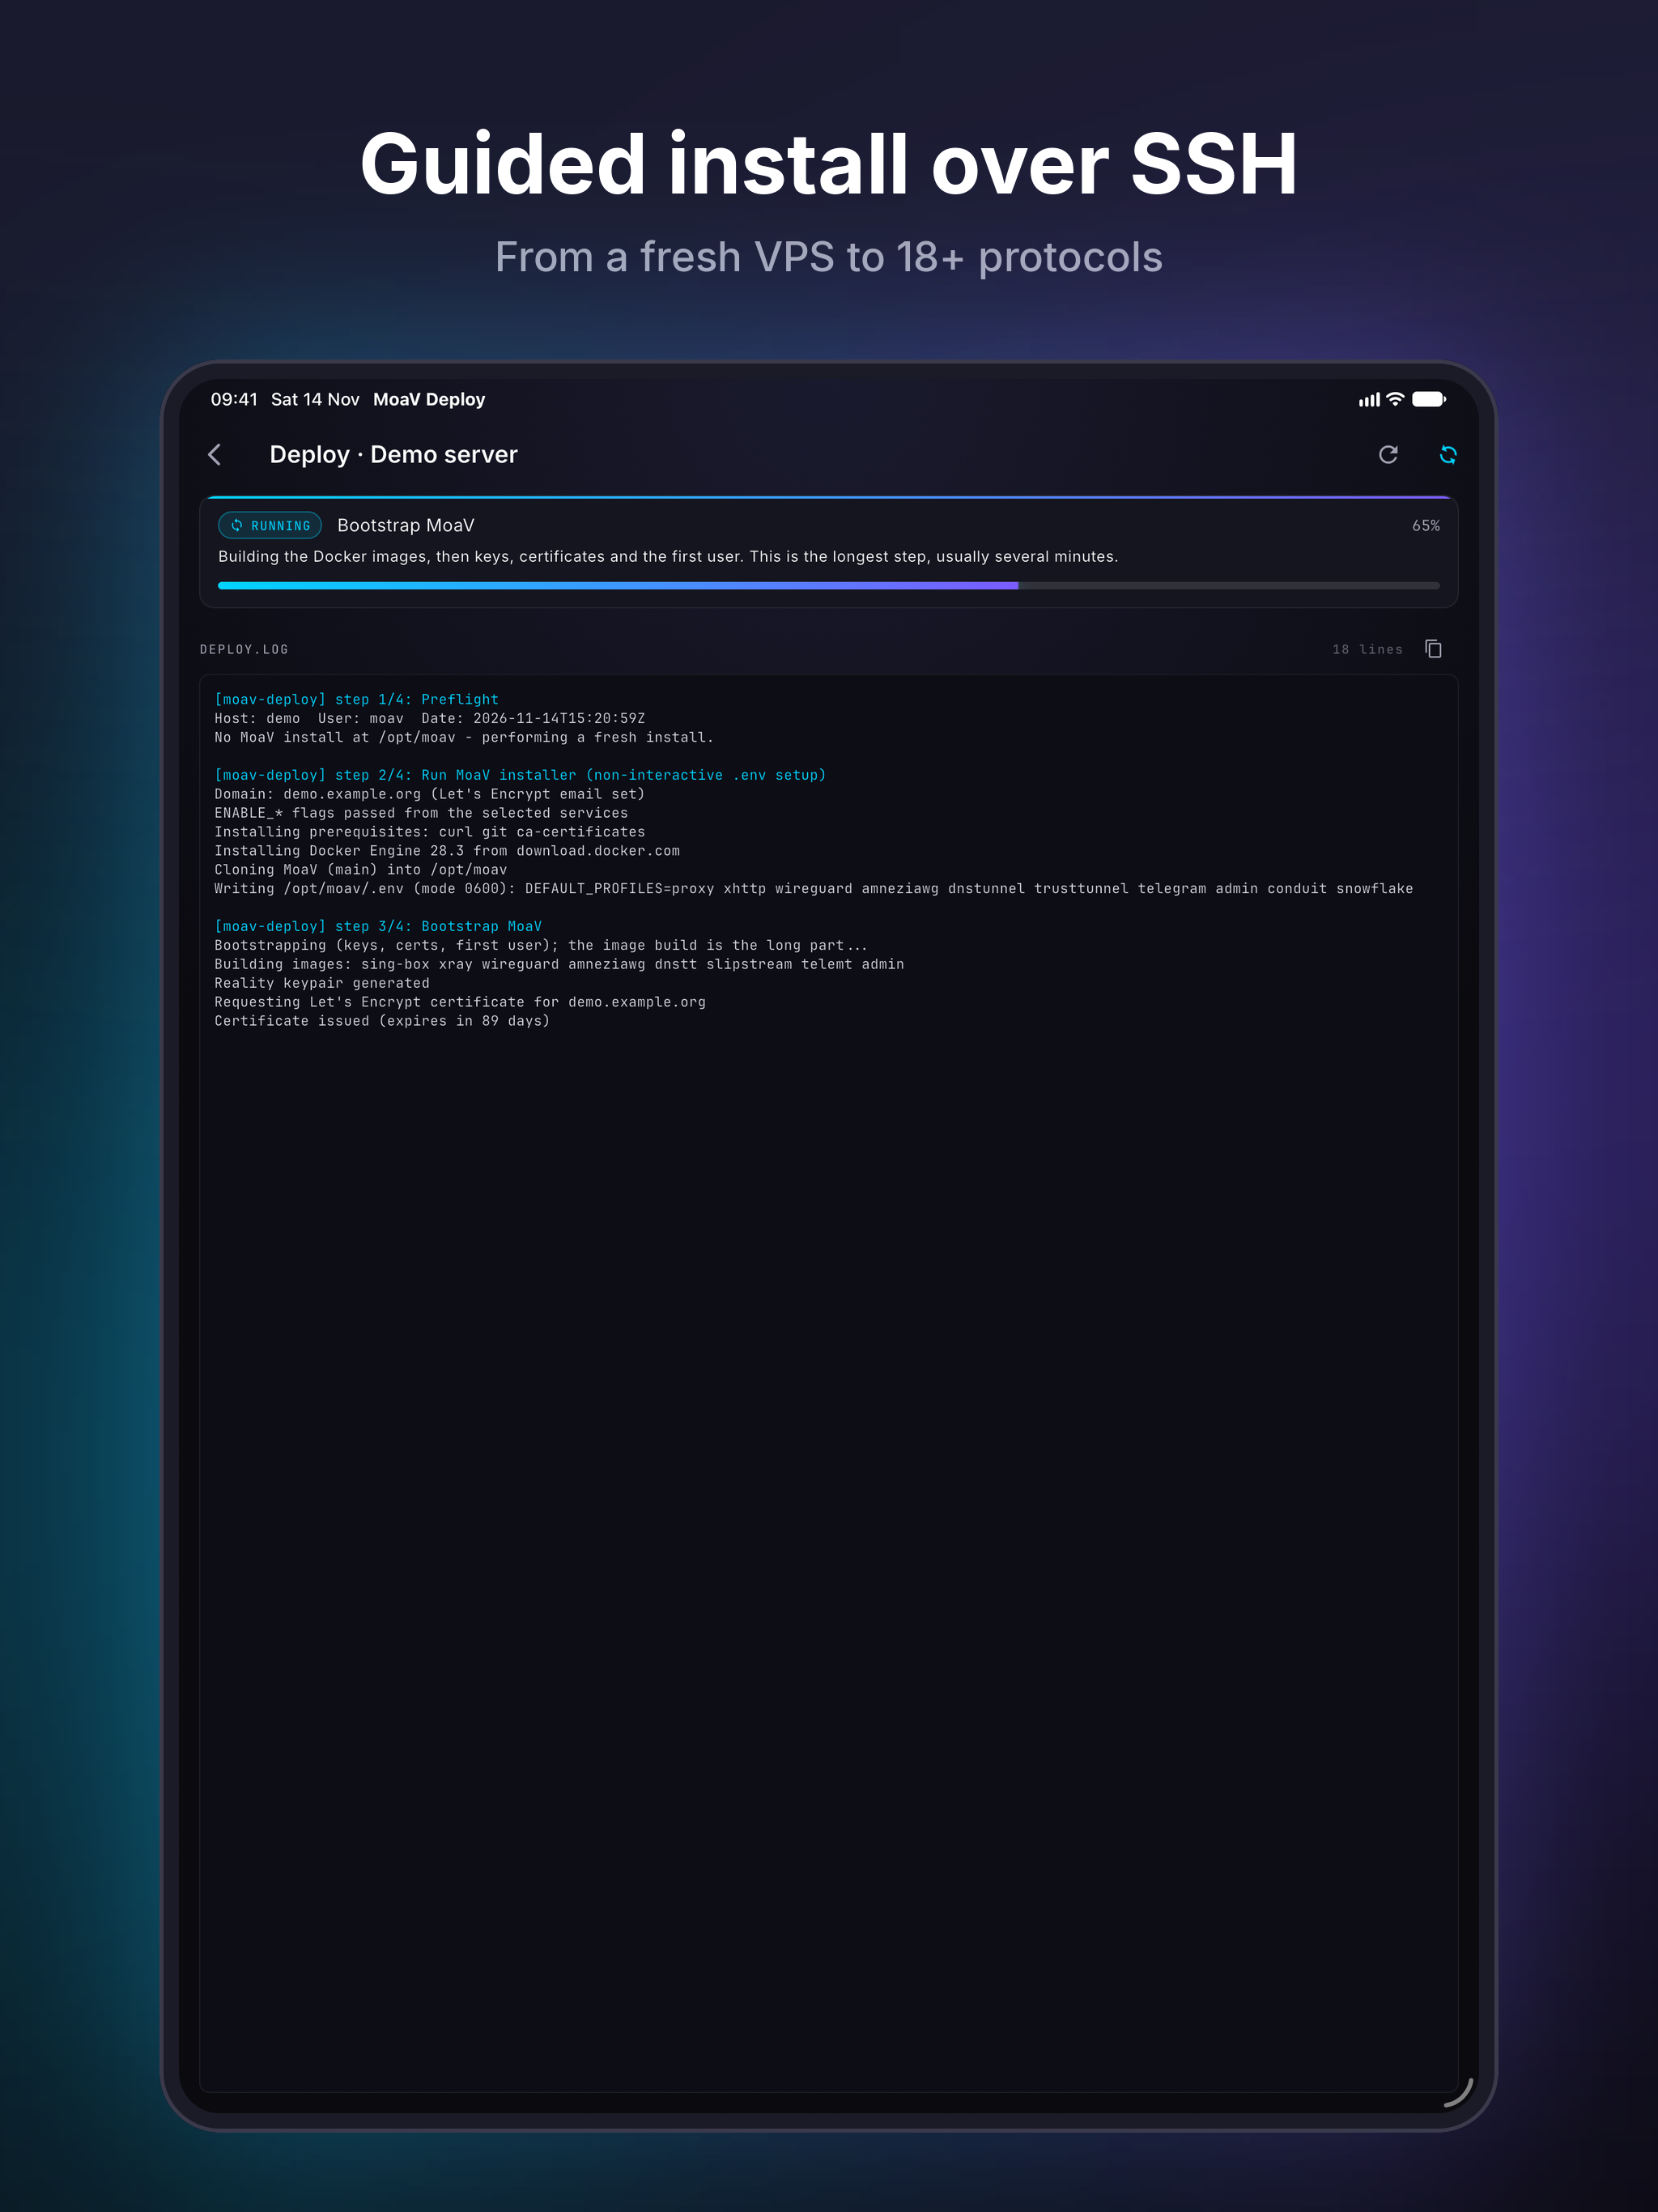 Guided install over SSH
From a fresh VPS to 18+ protocols
09:41 Sat 14 Nov MoaV Deploy
Deploy · Demo server
RUNNING Bootstrap MoaV 65%
Building the Docker images, then keys, certificates and the first user. This is the longest step, usually several minutes.
DEPLOY.LOG 18 lines
[moav-deploy] step 1/4: Preflight
Host: demo  User: moav  Date: 2026-11-14T15:20:59Z
No MoaV install at /opt/moav - performing a fresh install.
[moav-deploy] step 2/4: Run MoaV installer (non-interactive .env setup)
Domain: demo.example.org (Let's Encrypt email set)
ENABLE_* flags passed from the selected services
Installing prerequisites: curl git ca-certificates
Installing Docker Engine 28.3 from download.docker.com
Cloning MoaV (main) into /opt/moav
Writing /opt/moav/.env (mode 0600): DEFAULT_PROFILES=proxy xhttp wireguard amneziawg dnstunnel trusttunnel telegram admin conduit snowflake
[moav-deploy] step 3/4: Bootstrap MoaV
Bootstrapping (keys, certs, first user); the image build is the long part...
Building images: sing-box xray wireguard amneziawg dnstt slipstream telemt admin
Reality keypair generated
Requesting Let's Encrypt certificate for demo.example.org
Certificate issued (expires in 89 days)